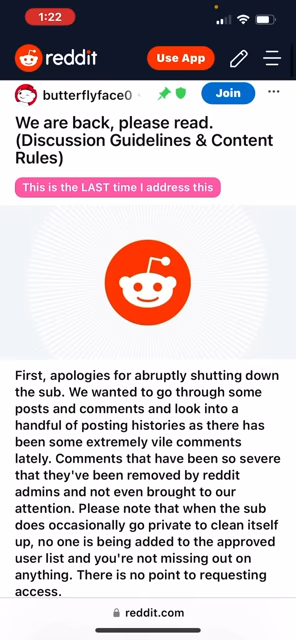 1:22
reddit
Use App
butterflyface0
Join
We are back, please read.
(Discussion Guidelines & Content
Rules)
This is the LAST time I address this
First, apologies for abruptly shutting down
the sub. We wanted to go through some
posts and comments and look into a
handful of posting histories as there has
been some extremely vile comments
lately. Comments that have been so severe
that they've been removed by reddit
admins and not even brought to our
attention. Please note that when the sub
does occasionally go private to clean itself
up, no one is being added to the approved
user list and you're not missing out on
anything. There is no point to requesting
access.
reddit.com